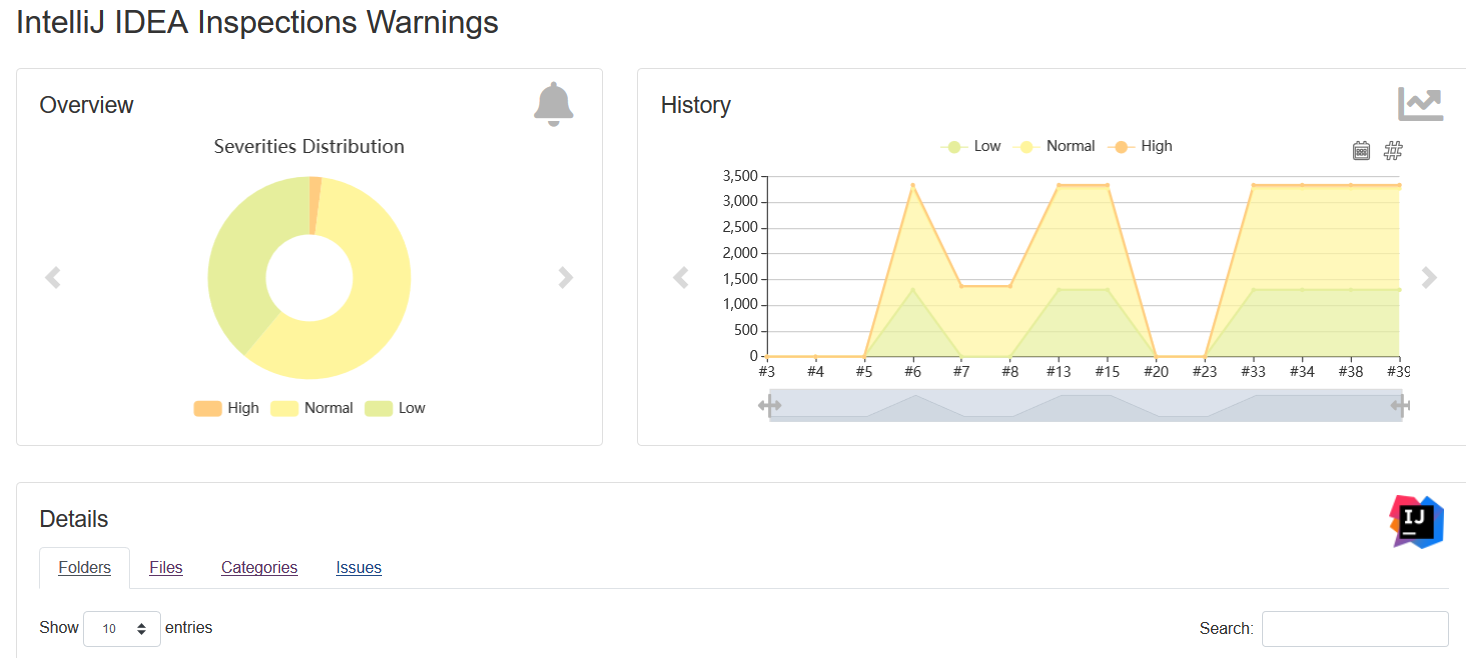 IntelliJ IDEA Inspections Warnings
Overview
Severities Distribution
High Normal Low
History
Low Normal High
3,500
3,000
2,500
2,000
1,500
1,000
500
0
#3 #4 #5 #6 #7 #8 #13 #15 #20 #23 #33 #34 #38 #39
Details
IJ
Folders Files Categories Issues
Show 10 entries
Search: